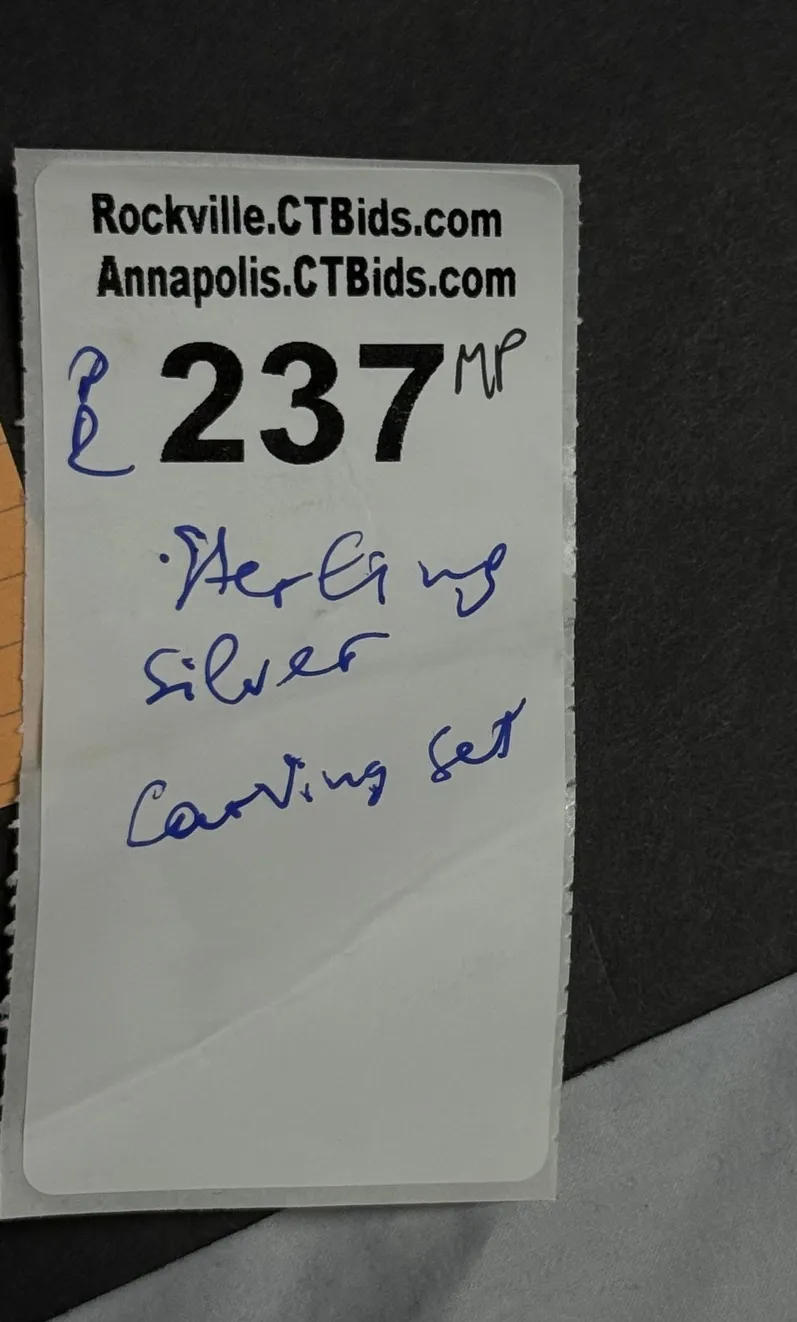 Rockville.CTBids.com
Annapolis.CTBids.com
237 MP
Sterling
Silver
Carving Set